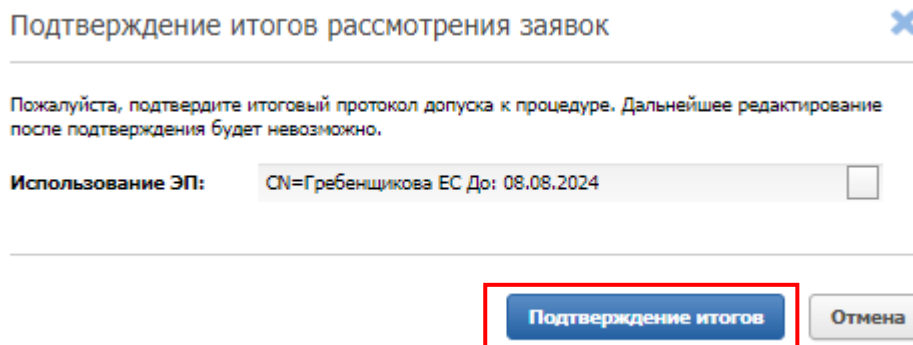 Подтверждение итогов рассмотрения заявок
Пожалуйста, подтвердите итоговый протокол допуска к процедуре. Дальнейшее редактирование
после подтверждения будет невозможно.
Использование ЭП: CN=Гребенщикова ЕС До: 08.08.2024
Подтверждение итогов Отмена